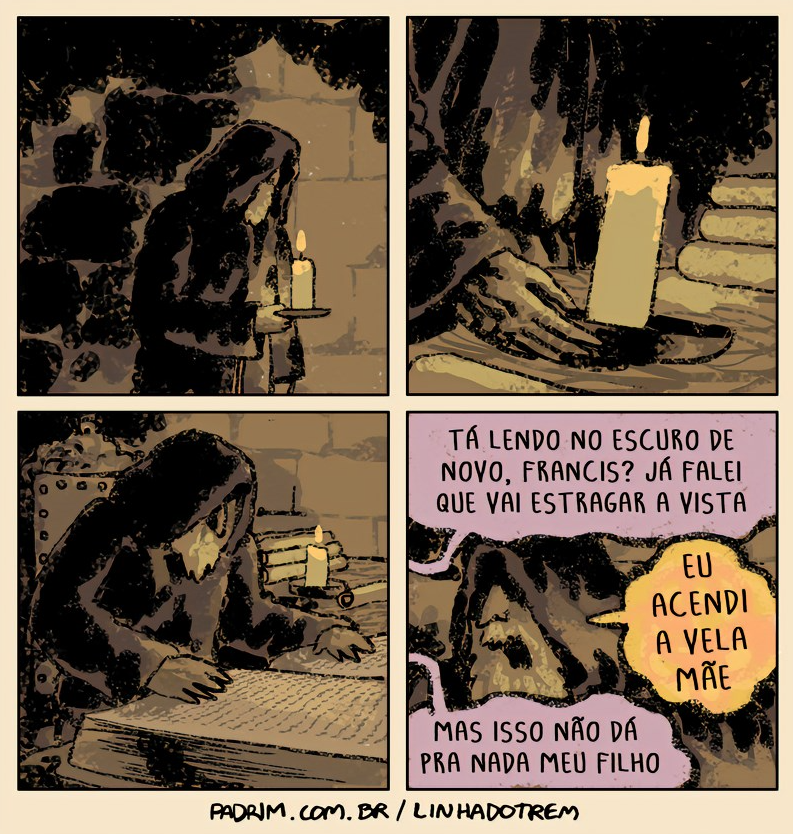 TÁ LENDO NO ESCURO DE
NOVO, FRANCIS? JÁ FALEI
QUE VAI ESTRAGAR A VISTA
EU
ACENDI
A VELA
MÃE
MAS ISSO NÃO DÁ
PRA NADA MEU FILHO
PADRIM.COM.BR / LINHADOTREM